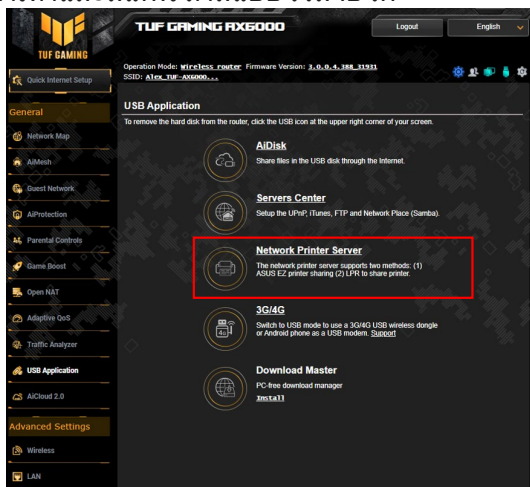 TUF GAMING
TUF GAMING AX6000
Logout
English
Operation Mode: Wireless router Firmware Version: 3.0.0.4.388_31931
SSID: Alex_TUF-AX6000...
Quick Internet Setup
General
Network Map
AiMesh
Guest Network
AiProtection
Parental Controls
Game Boost
Open NAT
Adaptive QoS
Traffic Analyzer
USB Application
AiCloud 2.0
Advanced Settings
Wireless
LAN
USB Application
To remove the hard disk from the router, click the USB icon at the upper right corner of your screen.
AiDisk
Share files in the USB disk through the Internet.
Servers Center
Setup the UPnP, iTunes, FTP and Network Place (Samba).
Network Printer Server
The network printer server supports two methods: (1)
ASUS EZ printer sharing (2) LPR to share printer.
3G/4G
Switch to USB mode to use a 3G/4G USB wireless dongle
or Android phone as a USB modem. Support
4G
Download Master
PC-free download manager
Install